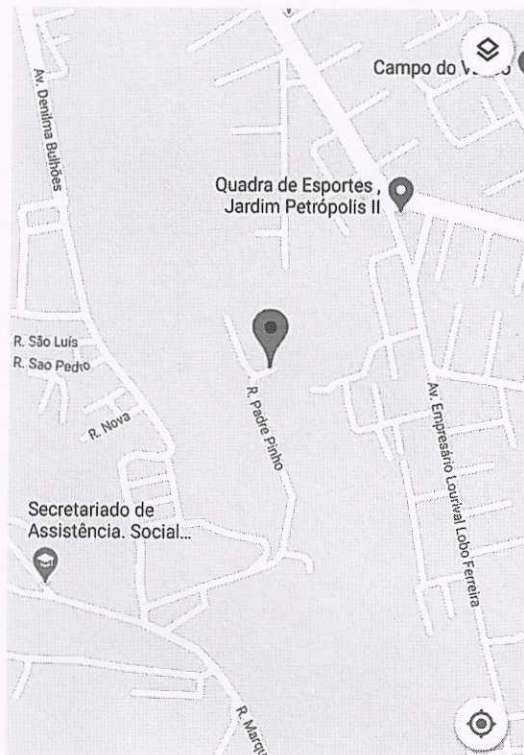 Campo do
Av. Denilma Bulhões
Quadra de Esportes ,
Jardim Petrópolis II
R. São Luís
R. Sao Pedro
R. Nova
R. Padre Pinho
Av. Empresário Lourival Lobo Ferreira
Secretariado de
Assistência. Social...
R. Marqu